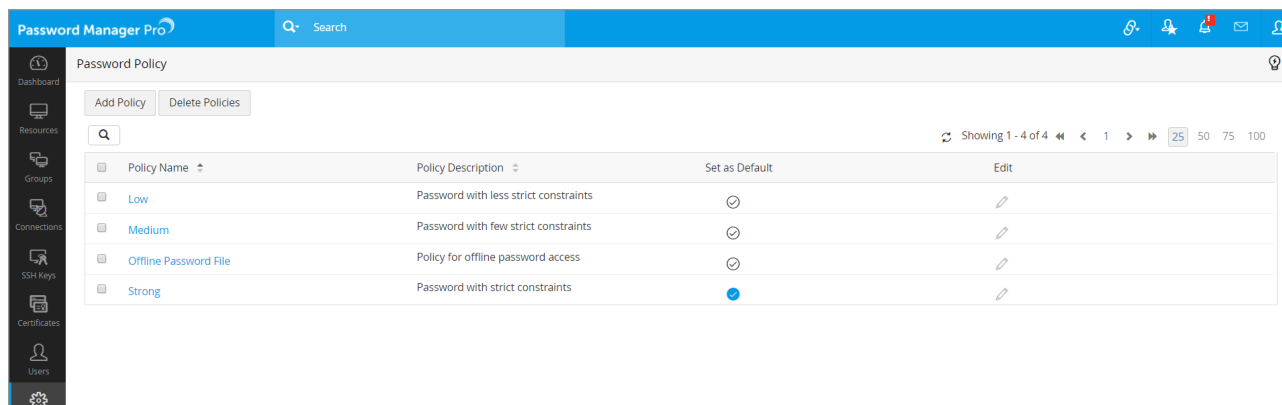 Password Manager Pro
Search
Dashboard
Resources
Groups
Connections
SSH Keys
Certificates
Users
Password Policy
Add Policy Delete Policies
Showing 1 - 4 of 4 1 25 50 75 100
Policy Name Policy Description Set as Default Edit
Low Password with less strict constraints
Medium Password with few strict constraints
Offline Password File Policy for offline password access
Strong Password with strict constraints